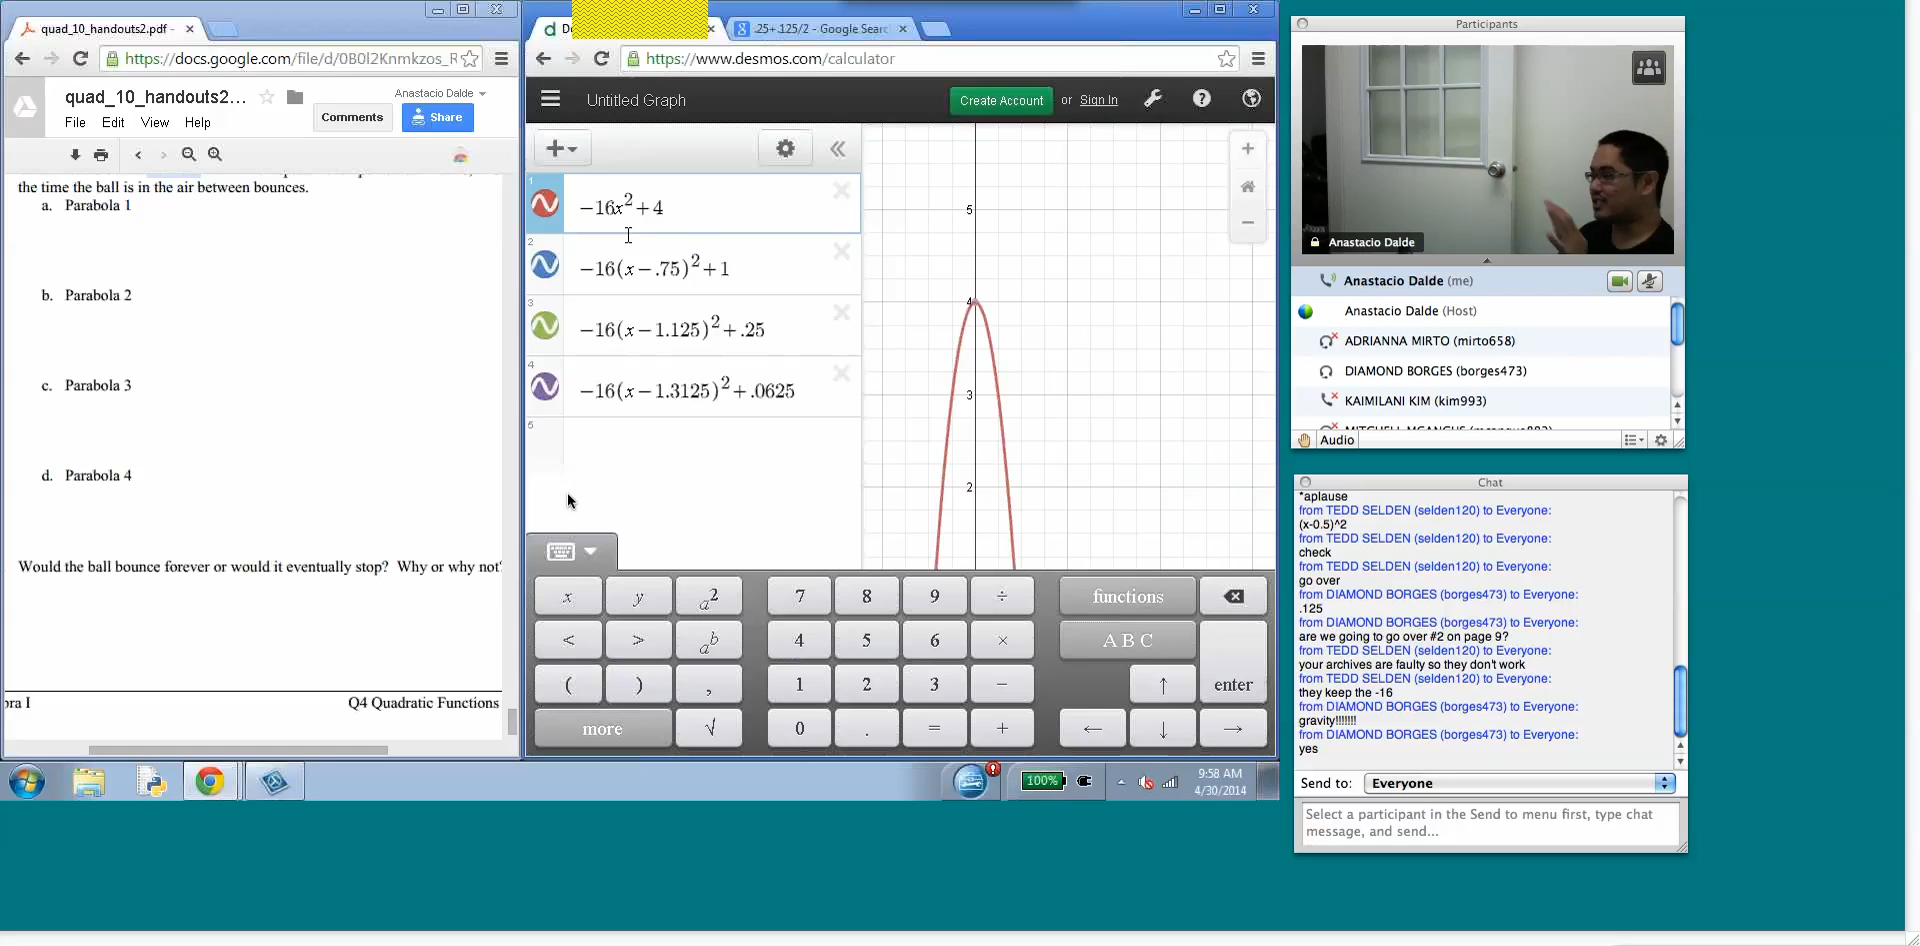 quad_10_handouts2.pdf -
https://docs.google.com/file/d/0B0l2Knmkzos_R
quad_10_handouts2...
Anastacio Dalde
File Edit View Help
Comments
Share
the time the ball is in the air between bounces.
a. Parabola 1
b. Parabola 2
c. Parabola 3
d. Parabola 4
Would the ball bounce forever or would it eventually stop? Why or why not?
bra I
Q4 Quadratic Functions
.25+.125/2 - Google Searc
https://www.desmos.com/calculator
Untitled Graph
Create Account or Sign In
1
−16x²+4
2
−16(x−.75)²+1
3
−16(x−1.125)²+.25
4
−16(x−1.3125)²+.0625
5
5
4
3
2
x y a² 7 8 9 ÷ functions
< > aᵇ 4 5 6 × A B C
( ) , 1 2 3 − ↑ enter
more √ 0 . = + ← ↓ →
100%
9:58 AM
4/30/2014
Participants
Anastacio Dalde
Anastacio Dalde (me)
Anastacio Dalde (Host)
ADRIANNA MIRTO (mirto658)
DIAMOND BORGES (borges473)
KAIMILANI KIM (kim993)
Audio
Chat
*aplause
from TEDD SELDEN (selden120) to Everyone:
(x-0.5)^2
from TEDD SELDEN (selden120) to Everyone:
check
from TEDD SELDEN (selden120) to Everyone:
go over
from DIAMOND BORGES (borges473) to Everyone:
.125
from DIAMOND BORGES (borges473) to Everyone:
are we going to go over #2 on page 9?
from TEDD SELDEN (selden120) to Everyone:
your archives are faulty so they don't work
from TEDD SELDEN (selden120) to Everyone:
they keep the -16
from DIAMOND BORGES (borges473) to Everyone:
gravity!!!!!!!
from DIAMOND BORGES (borges473) to Everyone:
yes
Send to: Everyone
Select a participant in the Send to menu first, type chat
message, and send...